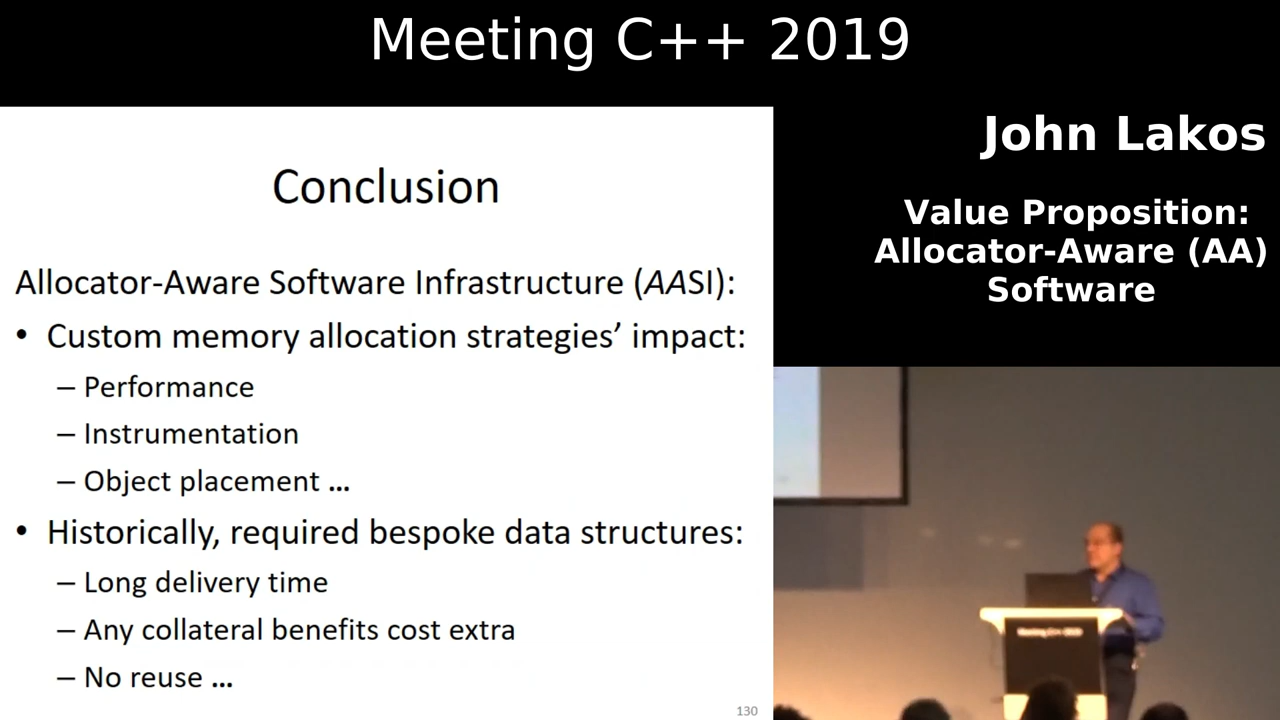 Meeting C++ 2019
John Lakos
Value Proposition:
Allocator-Aware (AA)
Software
Conclusion
Allocator-Aware Software Infrastructure (AASI):
• Custom memory allocation strategies’ impact:
– Performance
– Instrumentation
– Object placement ...
• Historically, required bespoke data structures:
– Long delivery time
– Any collateral benefits cost extra
– No reuse ...
130
Meeting C++ 2019